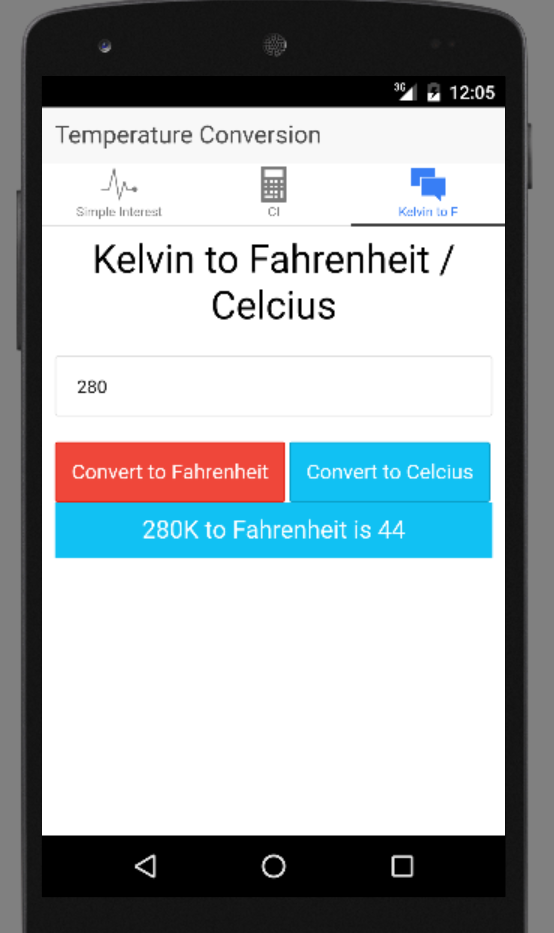 3G 12:05
Temperature Conversion
Simple Interest CI Kelvin to F
Kelvin to Fahrenheit /
Celcius
280
Convert to Fahrenheit Convert to Celcius
280K to Fahrenheit is 44